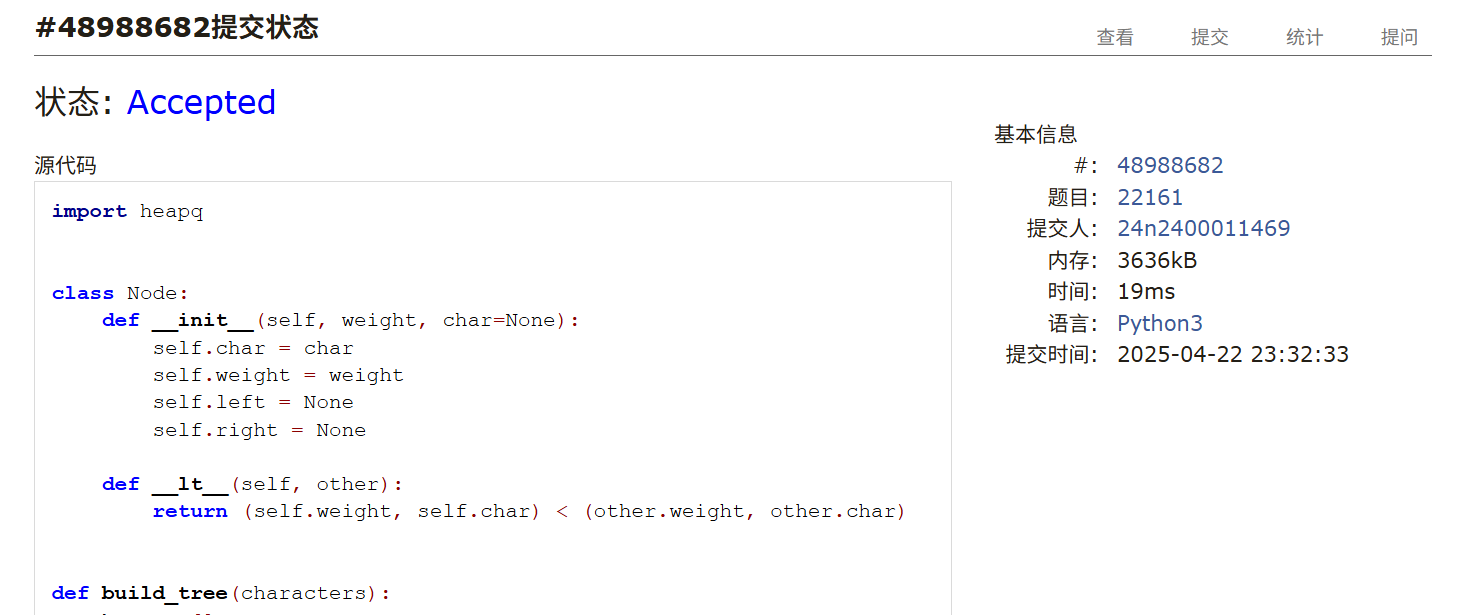 #48988682提交状态
查看 提交 统计 提问
状态: Accepted
源代码
import heapq
class Node:
    def __init__(self, weight, char=None):
        self.char = char
        self.weight = weight
        self.left = None
        self.right = None
    def __lt__(self, other):
        return (self.weight, self.char) < (other.weight, other.char)
def build_tree(characters):
基本信息
#: 48988682
题目: 22161
提交人: 24n2400011469
内存: 3636kB
时间: 19ms
语言: Python3
提交时间: 2025-04-22 23:32:33